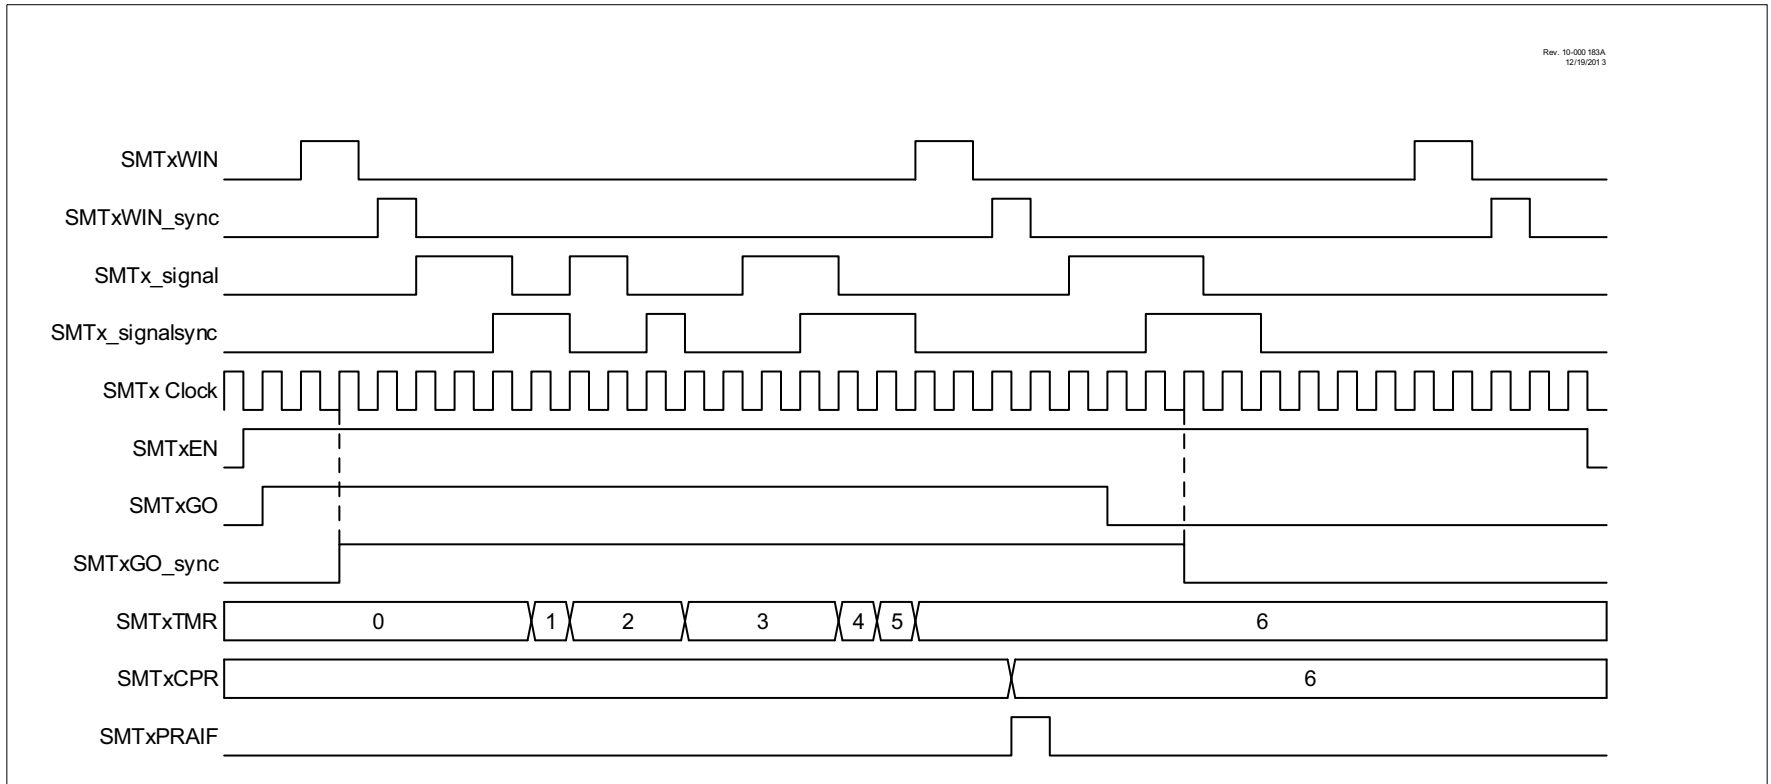 Rev. 10-000 183A
12/19/201 3
SMTxWIN
SMTxWIN_sync
SMTx_signal
SMTx_signalsync
SMTx Clock
SMTxEN
SMTxGO
SMTxGO_sync
SMTxTMR 0 1 2 3 4 5 6
SMTxCPR 6
SMTxPRAIF